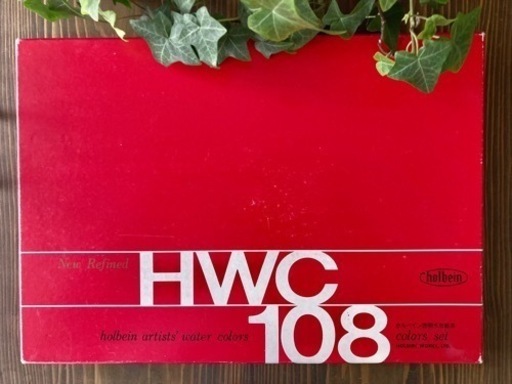 New Refined
HWC
holbein
holbein artists' water colors
108
colors set